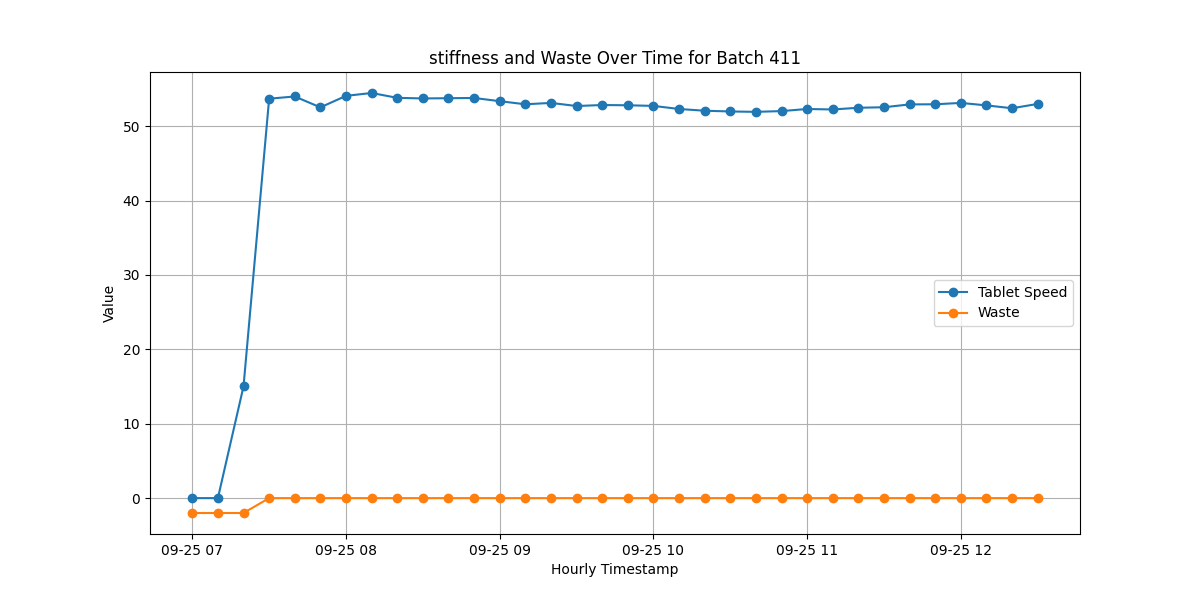 stiffness and Waste Over Time for Batch 411
Value
50
40
30
20
10
0
Tablet Speed
Waste
09-25 07
09-25 08
09-25 09
09-25 10
09-25 11
09-25 12
Hourly Timestamp